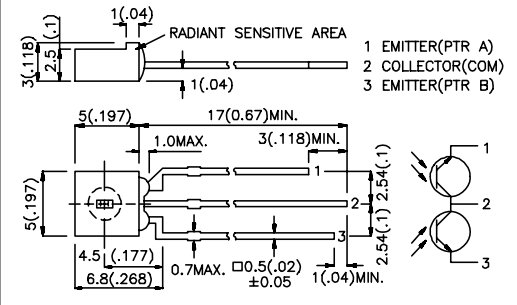 1(.04)
RADIANT SENSITIVE AREA
3(.118)
2.5(.1)
1(.04)
1 EMITTER(PTR A)
2 COLLECTOR(COM)
3 EMITTER(PTR B)
5(.197)
17(0.67)MIN.
1.0MAX.
3(.118)MIN.
5(.197)
1
2
3
2.54(.1)
2.54(.1)
1
2
3
4.5 (.177)
6.8(.268)
0.7MAX.
□0.5(.02)
±0.05
1(.04)MIN.